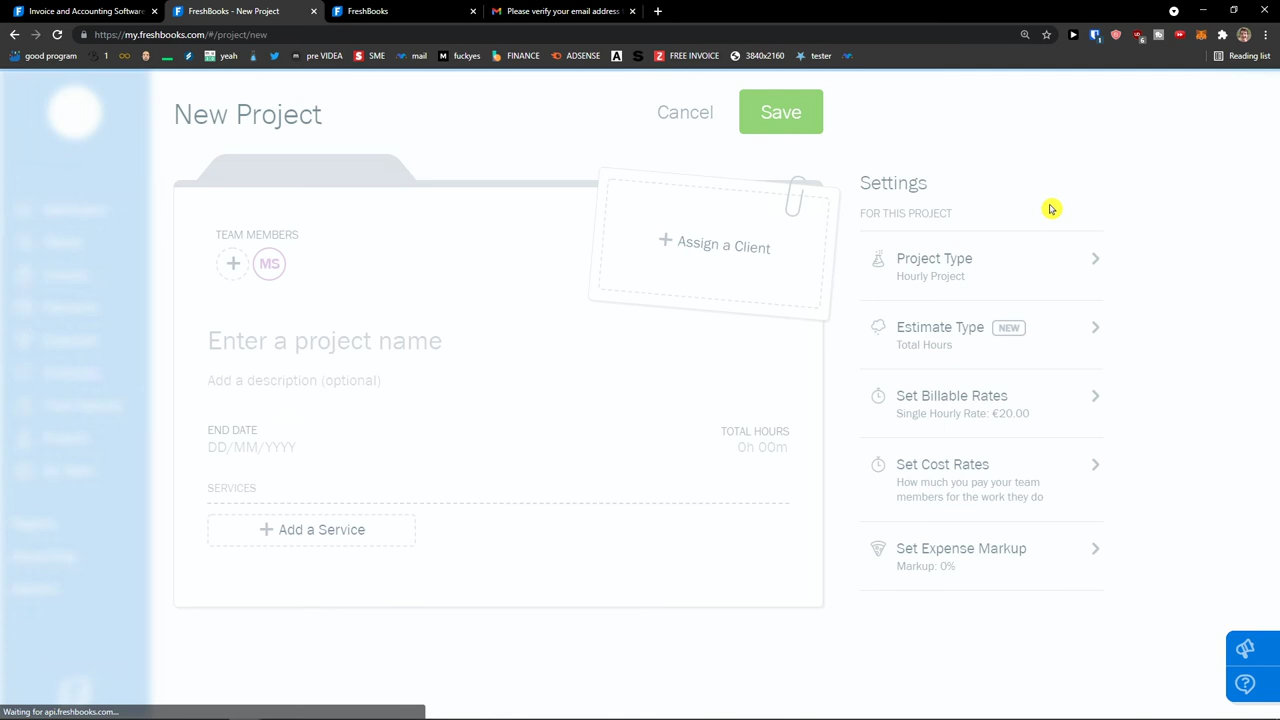 Invoice and Accounting Software
FreshBooks - New Project
FreshBooks
Please verify your email address
https://my.freshbooks.com/#/project/new
good program
1
yeah
pre VIDEA
SME
mail
fuckyes
FINANCE
ADSENSE
FREE INVOICE
3840x2160
tester
Reading list
New Project
Cancel
Save
Settings
FOR THIS PROJECT
TEAM MEMBERS
MS
+ Assign a Client
Project Type
Hourly Project
Enter a project name
Estimate Type NEW
Total Hours
Add a description (optional)
Set Billable Rates
Single Hourly Rate: €20.00
END DATE
DD/MM/YYYY
TOTAL HOURS
0h 00m
Set Cost Rates
How much you pay your team
members for the work they do
SERVICES
+ Add a Service
Set Expense Markup
Markup: 0%
Waiting for api.freshbooks.com...